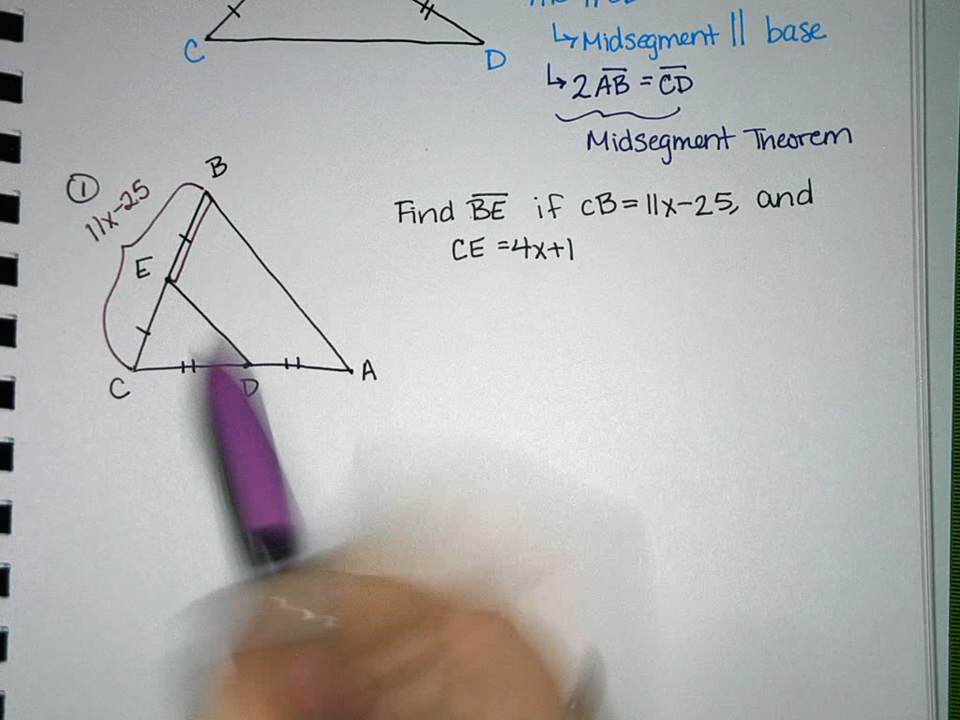 C
D
↳ Midsegment || base
↳ 2AB̅ = CD̅
Midsegment Theorem
①
11x-25
B
E
C
D
A
Find BE̅ if CB=11x-25, and
CE=4x+1